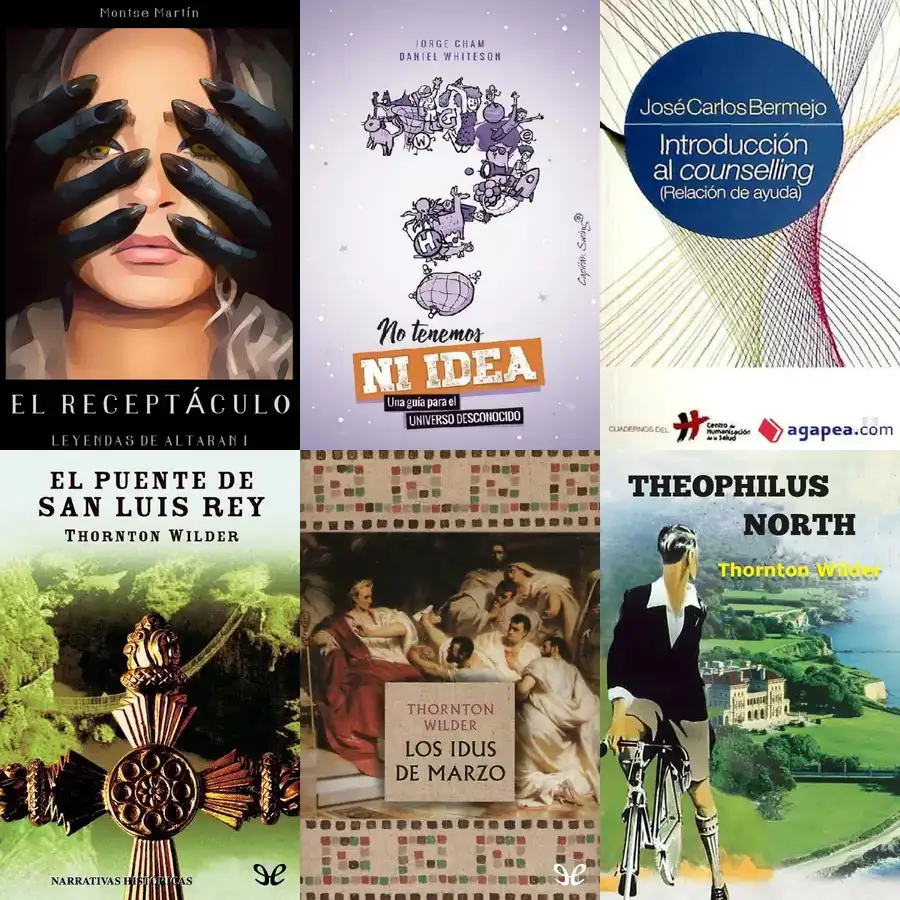 Montse Martín
EL RECEPTÁCULO
LEYENDAS DE ALTARAN I
JORGE CHAM
DANIEL WHITESON
Capitán Swing®
No tenemos
NI IDEA
Una guía para el
UNIVERSO DESCONOCIDO
José Carlos Bermejo
Introducción
al counselling
(Relación de ayuda)
CUADERNOS DEL
Centro de
Humanización
de la Salud
agapea.com
EL PUENTE DE
SAN LUIS REY
THORNTON WILDER
NARRATIVAS HISTÓRICAS
THORNTON
WILDER
LOS IDUS
DE MARZO
THEOPHILUS
NORTH
Thornton Wilder